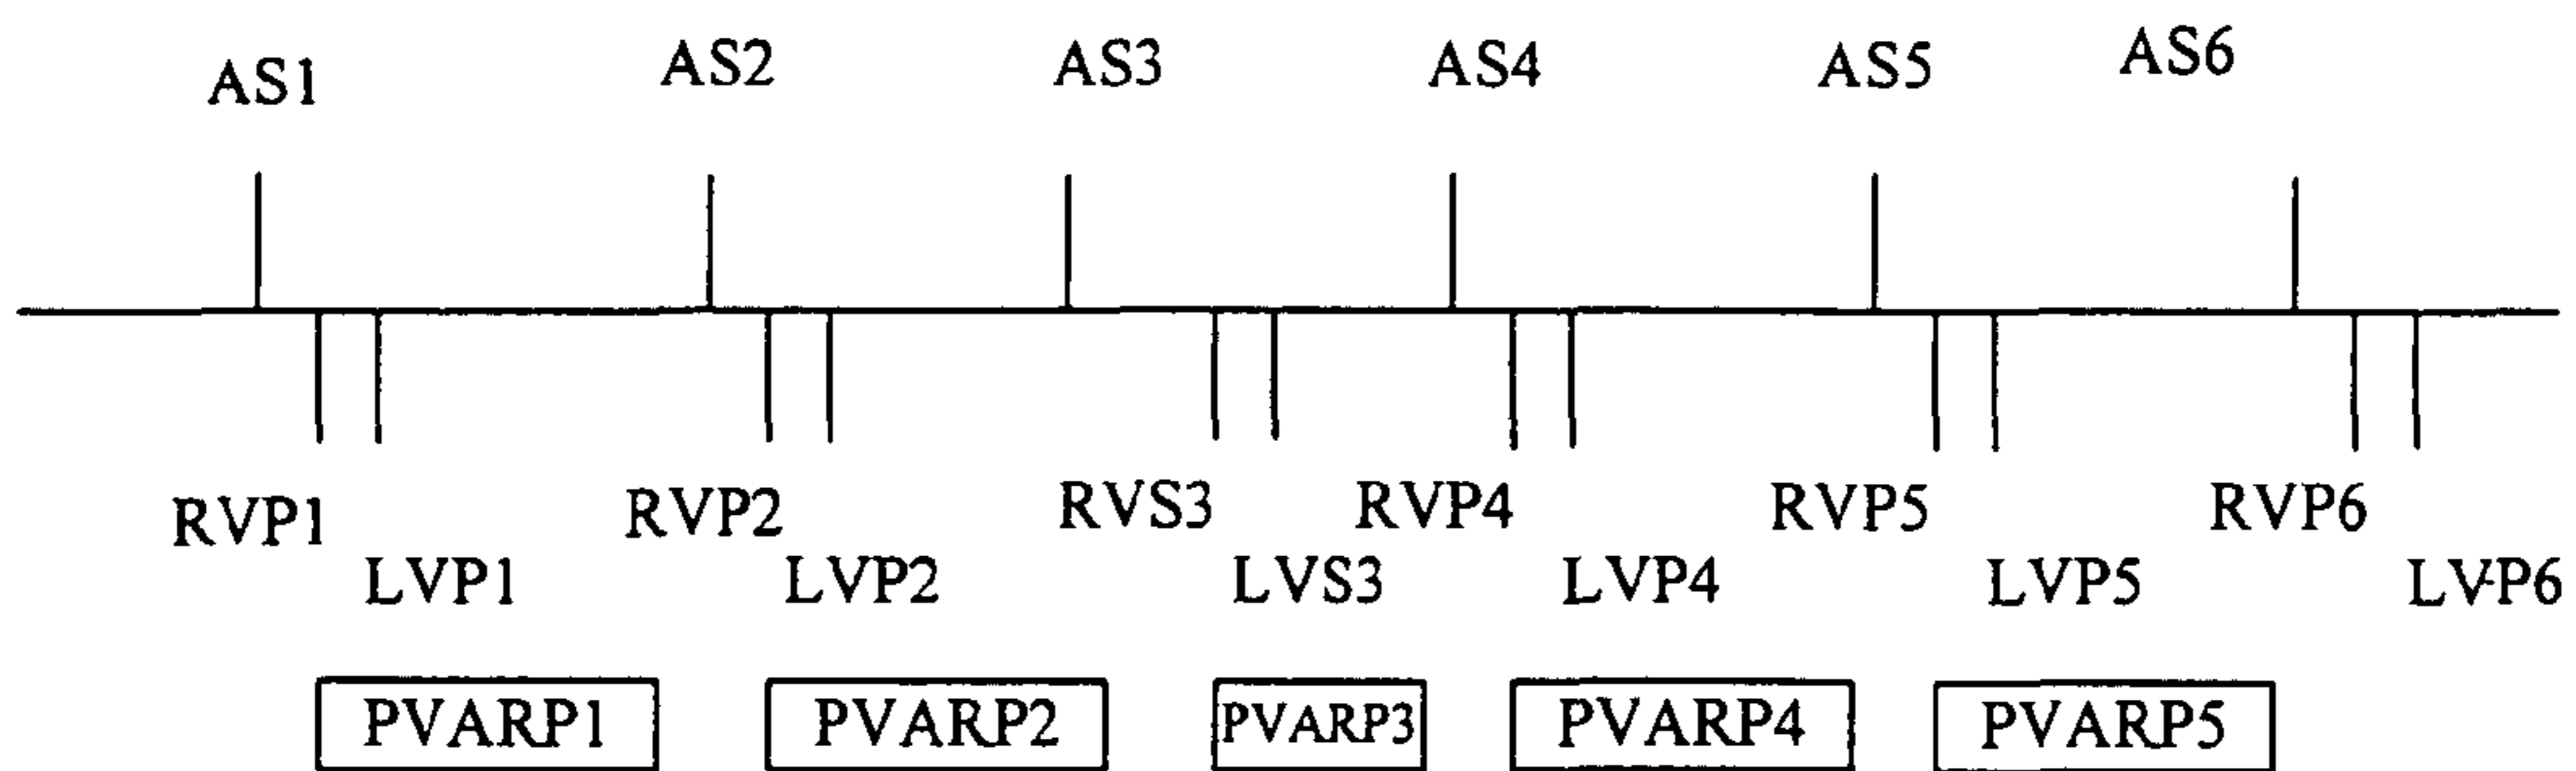 AS1 AS2 AS3 AS4 AS5 AS6
RVP1 RVP2 RVS3 RVP4 RVP5 RVP6
LVP1 LVP2 LVS3 LVP4 LVP5 LVP6
PVARP1 PVARP2 PVARP3 PVARP4 PVARP5